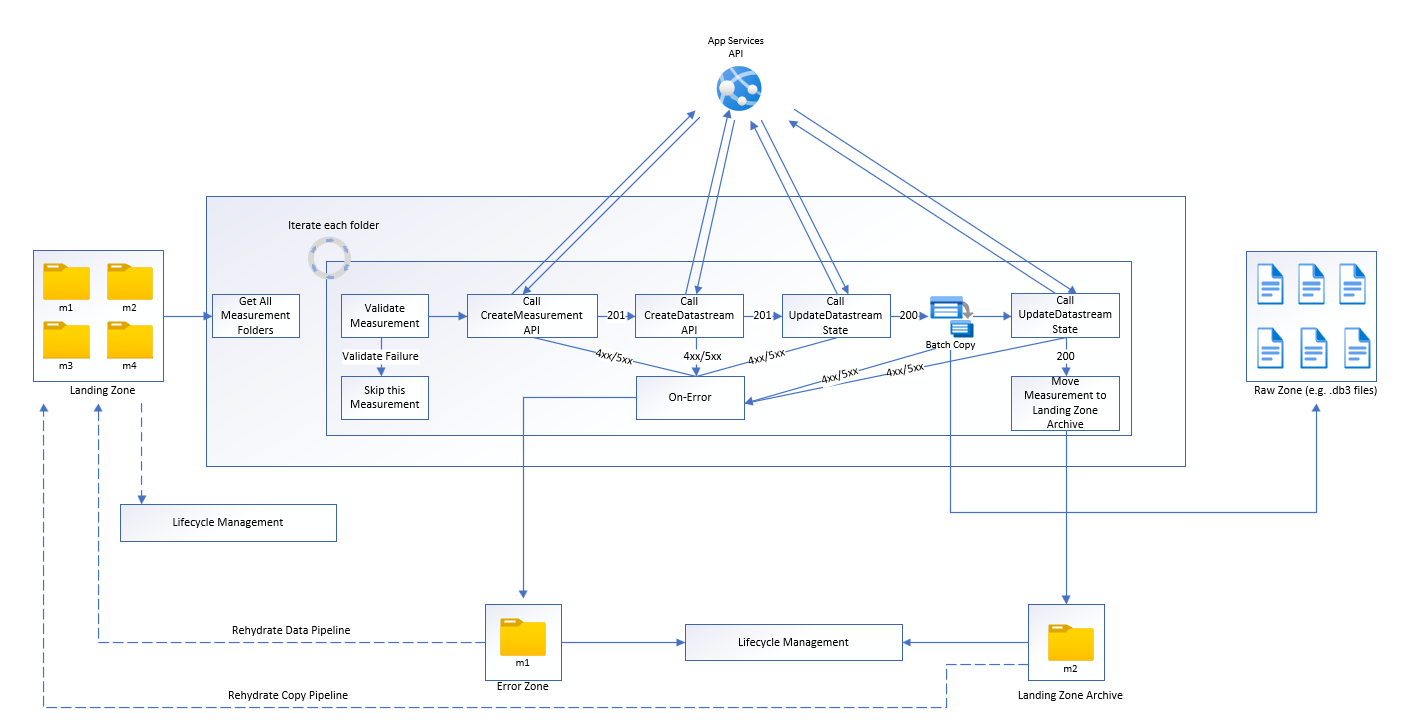 App Services
API
Iterate each folder
m1
m2
m3
m4
Landing Zone
Get All
Measurement
Folders
Validate
Measurement
Validate Failure
Skip this
Measurement
Call
CreateMeasurement
API
201
Call
CreateDatastream
API
201
Call
UpdateDatastream
State
200
Batch Copy
Call
UpdateDatastream
State
4xx/5xx
4xx/5xx
4xx/5xx
4xx/5xx
4xx/5xx
200
On-Error
Move
Measurement to
Landing Zone
Archive
Raw Zone (e.g. .db3 files)
Lifecycle Management
Rehydrate Data Pipeline
m1
Error Zone
Lifecycle Management
m2
Landing Zone Archive
Rehydrate Copy Pipeline